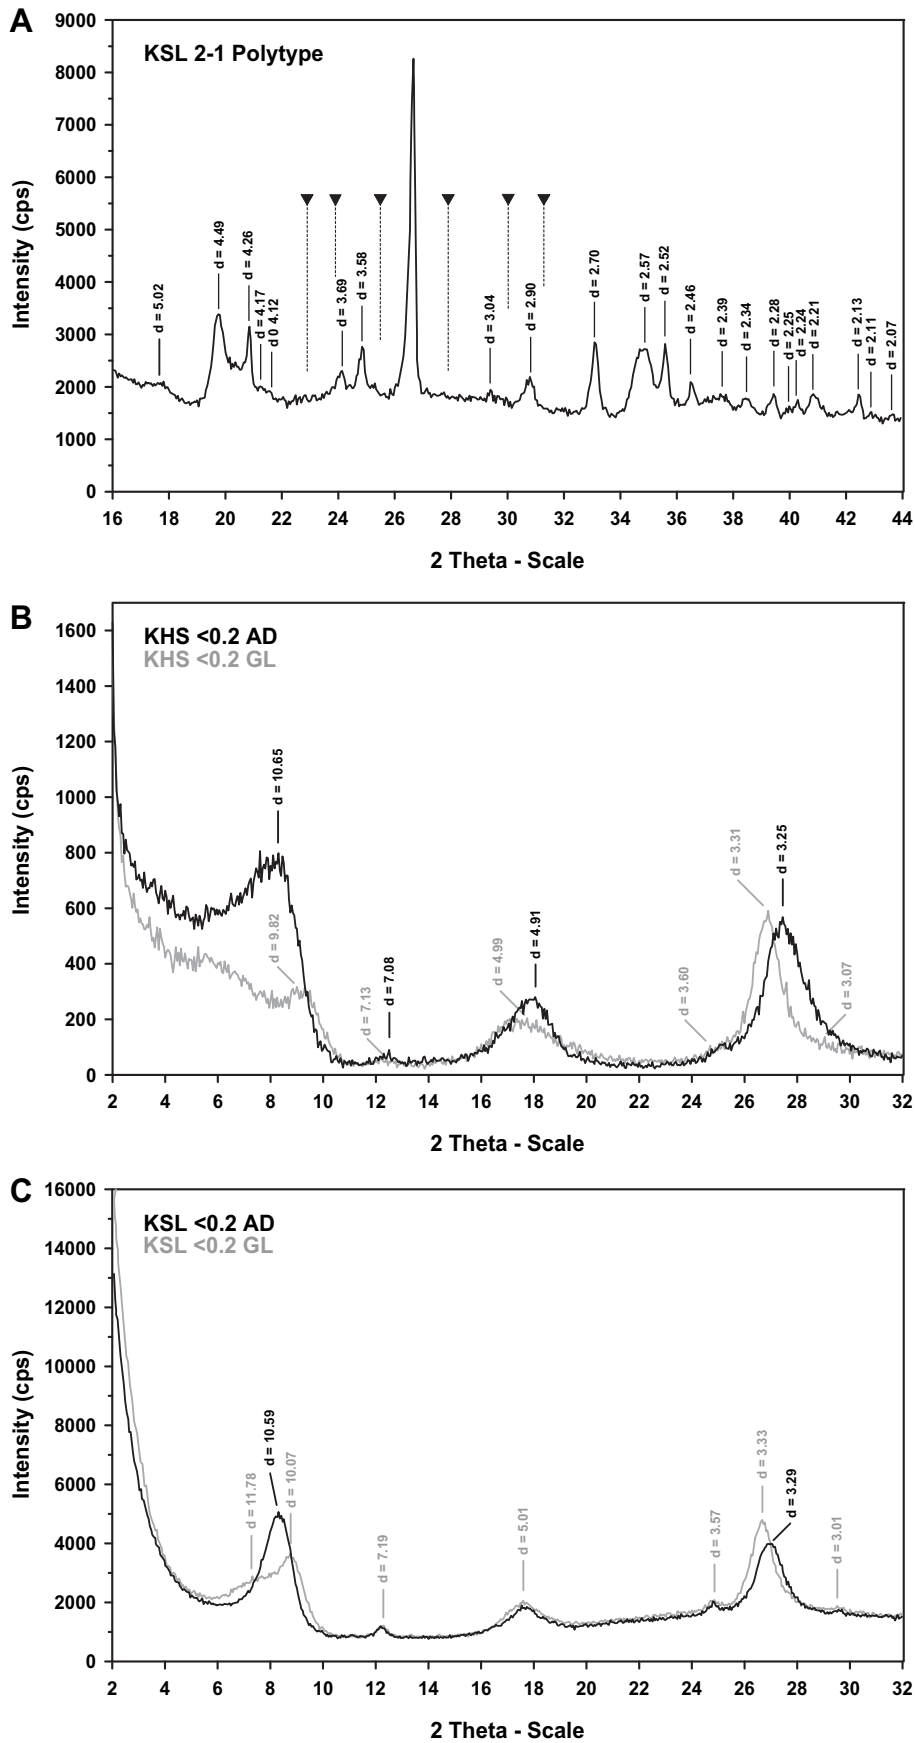 A
KSL 2-1 Polytype
Intensity (cps)
9000
8000
7000
6000
5000
4000
3000
2000
1000
0
d = 5.02
d = 4.49
d = 4.26
d = 4.17
d 0 4.12
d = 3.69
d = 3.58
d = 3.04
d = 2.90
d = 2.70
d = 2.57
d = 2.52
d = 2.46
d = 2.39
d = 2.34
d = 2.28
d = 2.25
d = 2.24
d = 2.21
d = 2.13
d = 2.11
d = 2.07
16 18 20 22 24 26 28 30 32 34 36 38 40 42 44
2 Theta - Scale
B
KHS <0.2 AD
KHS <0.2 GL
Intensity (cps)
1600
1400
1200
1000
800
600
400
200
0
d = 10.65
d = 9.82
d = 7.13
d = 7.08
d = 4.99
d = 4.91
d = 3.60
d = 3.31
d = 3.25
d = 3.07
2 4 6 8 10 12 14 16 18 20 22 24 26 28 30 32
2 Theta - Scale
C
KSL <0.2 AD
KSL <0.2 GL
Intensity (cps)
16000
14000
12000
10000
8000
6000
4000
2000
0
d = 11.78
d = 10.59
d = 10.07
d = 7.19
d = 5.01
d = 3.57
d = 3.33
d = 3.29
d = 3.01
2 4 6 8 10 12 14 16 18 20 22 24 26 28 30 32
2 Theta - Scale